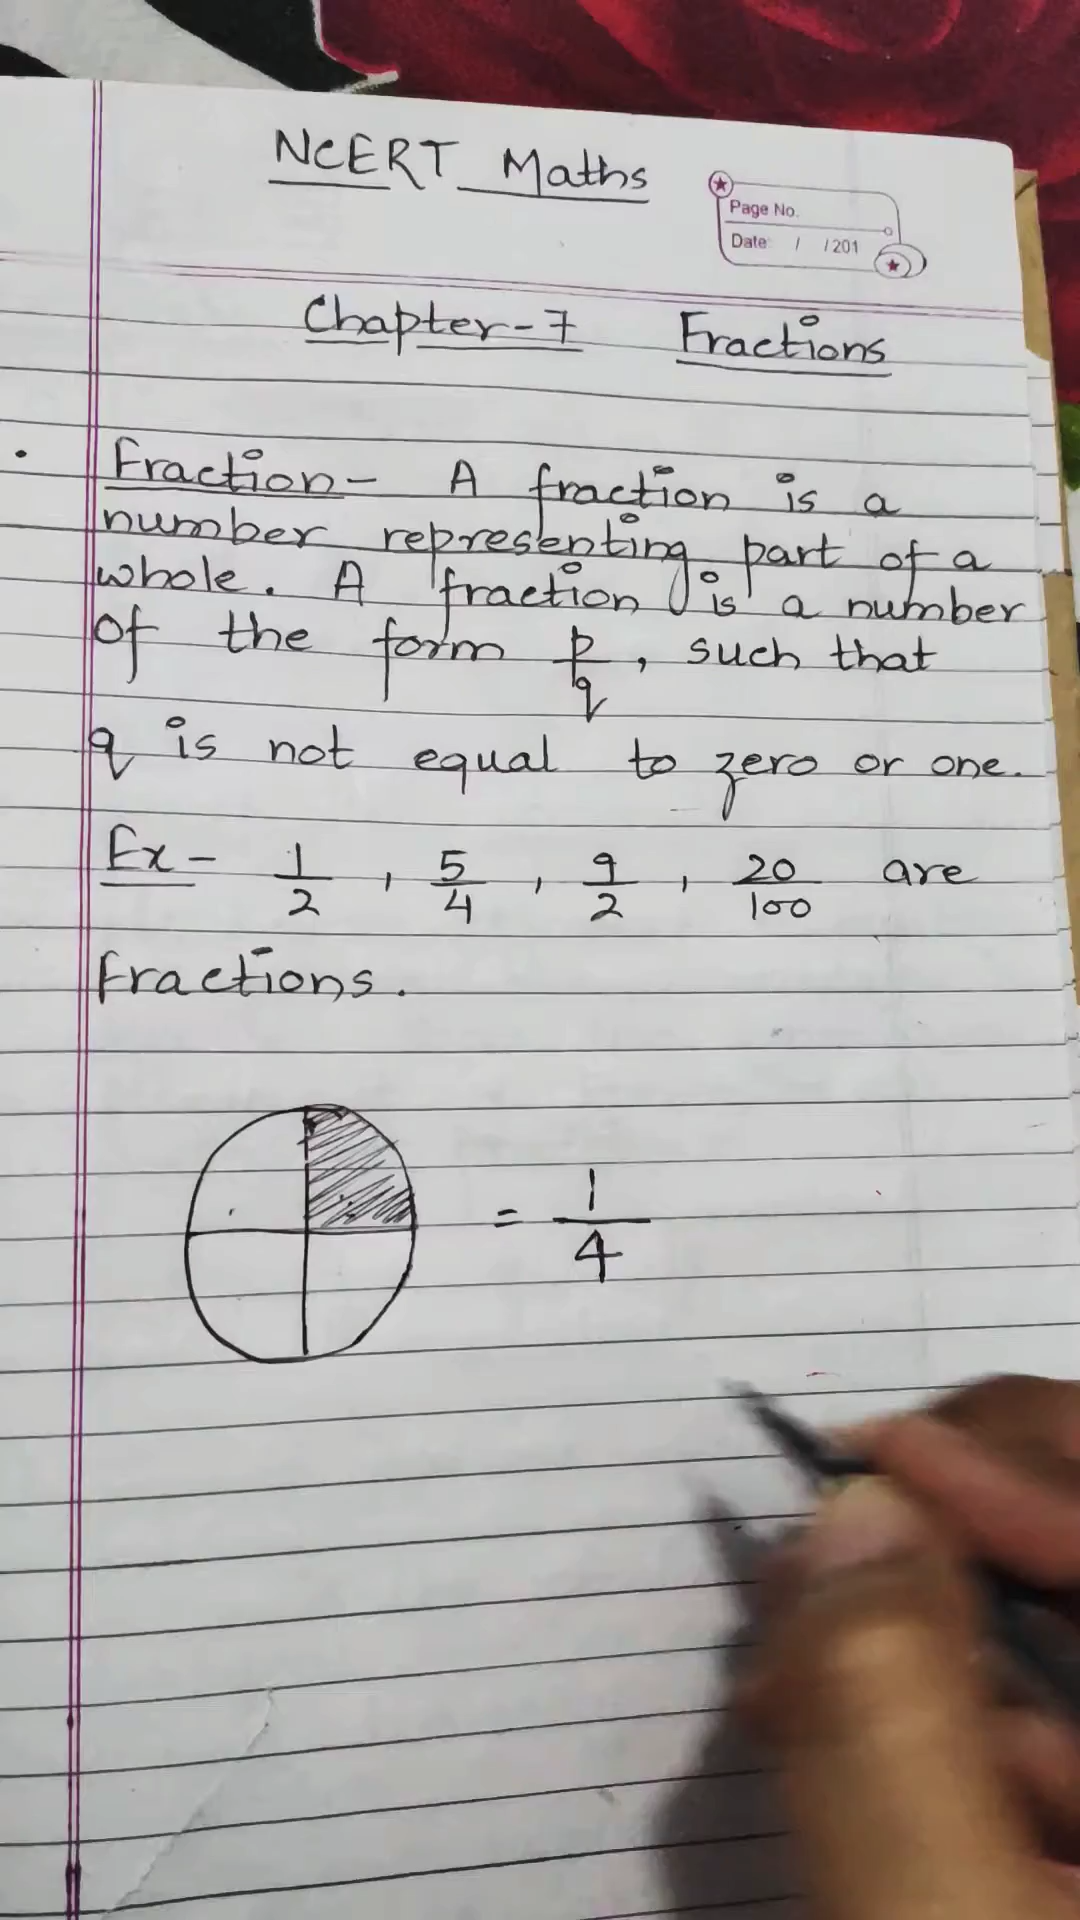 NCERT Maths
Page No.
Date: / /201
Chapter-7 Fractions
Fraction- A fraction is a
number representing part of a
whole. A fraction is a number
of the form p/q, such that
q is not equal to zero or one.
Ex- 1/2, 5/4, 9/2, 20/100 are
fractions.
= 1/4